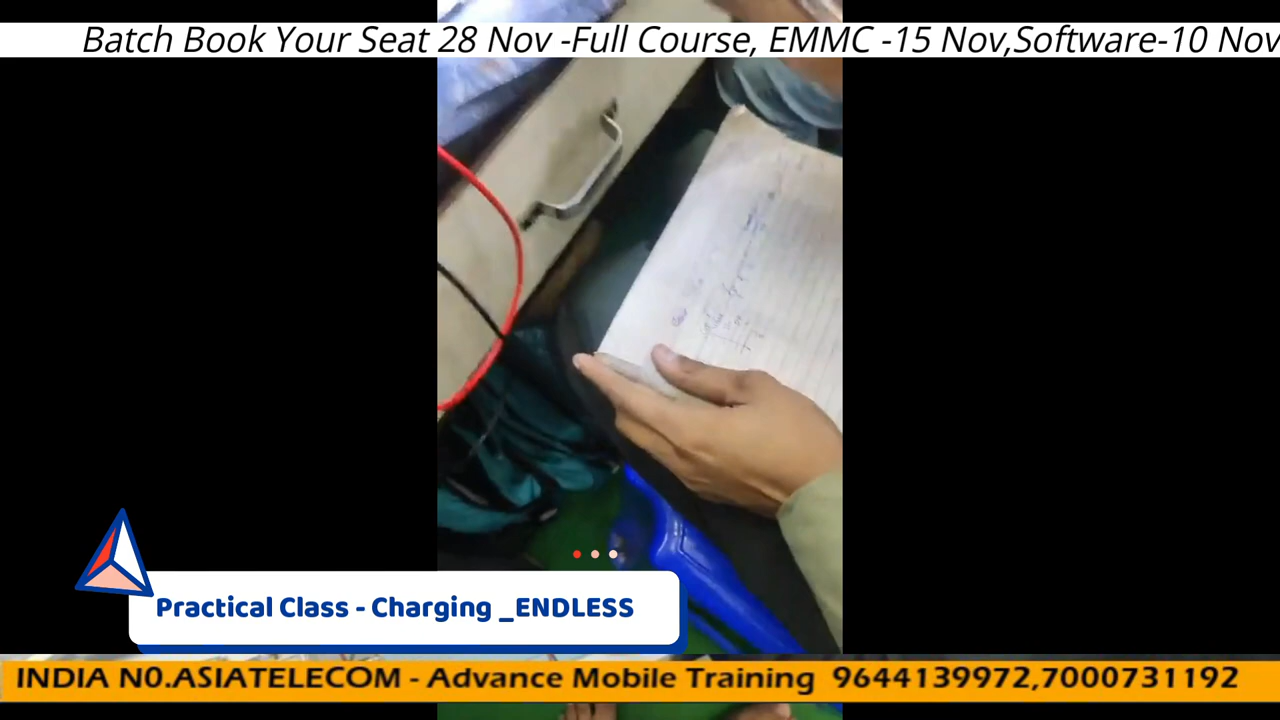 Batch Book Your Seat 28 Nov -Full Course, EMMC -15 Nov,Software-10 Nov
Practical Class - Charging _ENDLESS
INDIA N0.ASIATELECOM - Advance Mobile Training 9644139972,7000731192